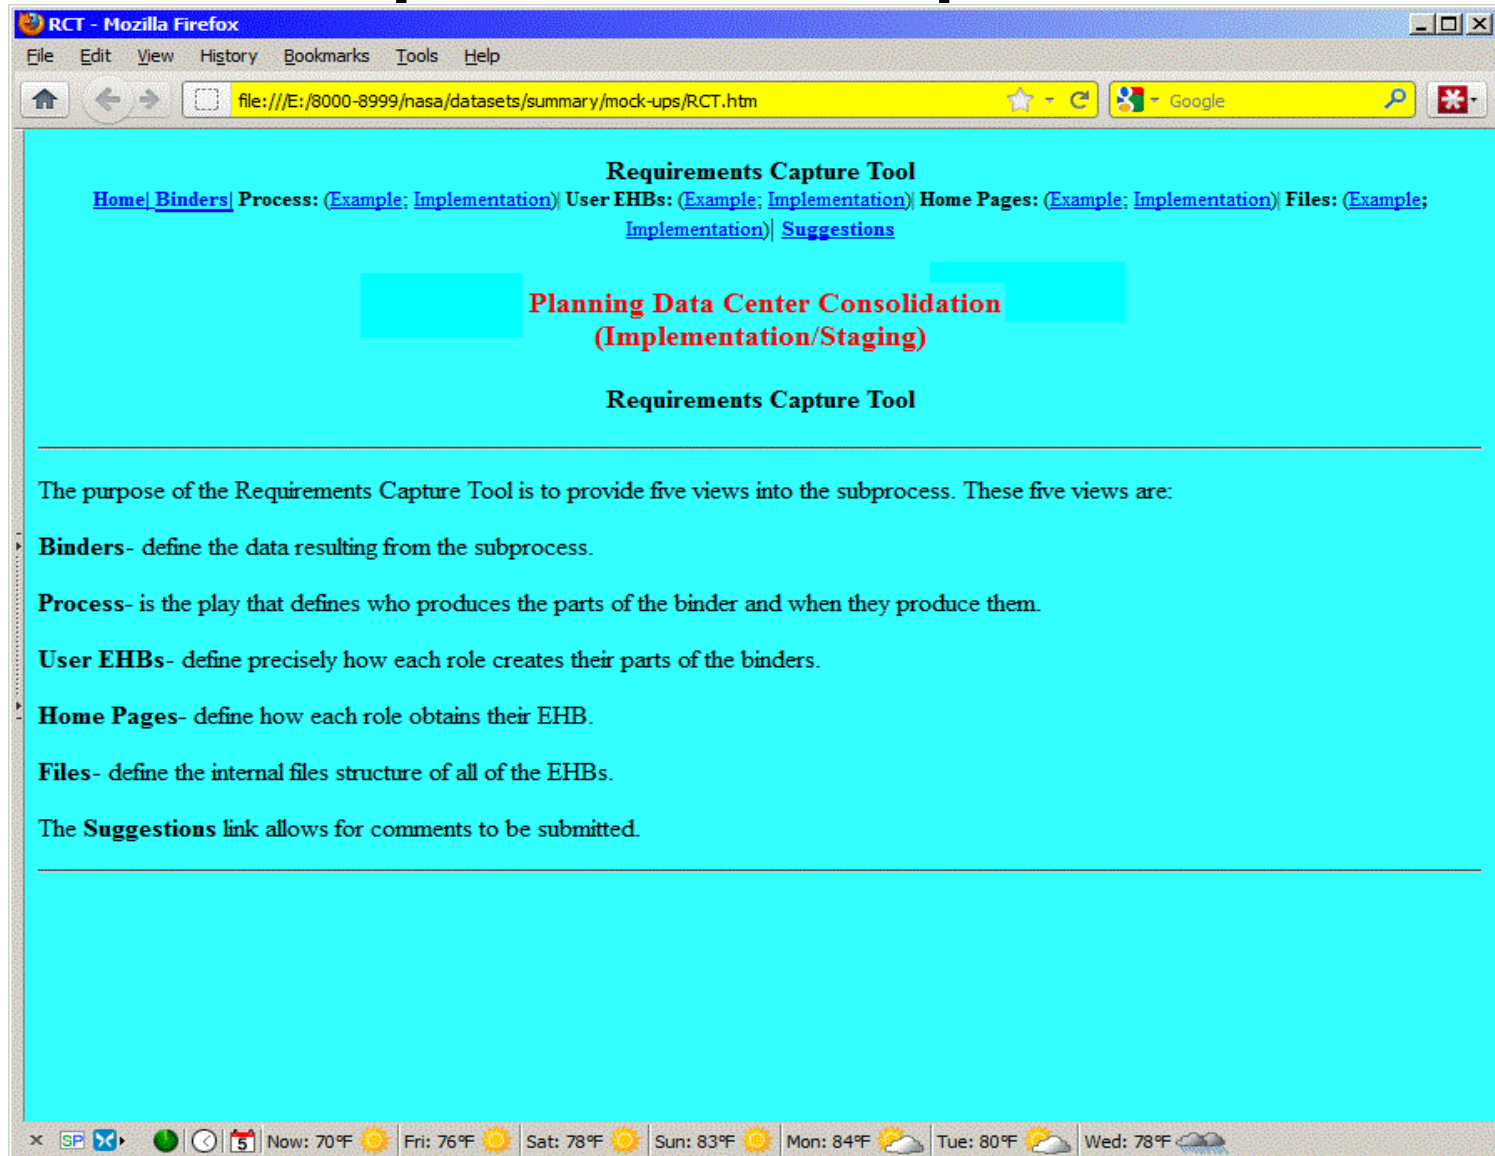 RCT - Mozilla Firefox
File Edit View History Bookmarks Tools Help
file:///E:/8000-8999/nasa/datasets/summary/mock-ups/RCT.htm Google
Requirements Capture Tool
Home| Binders| Process: (Example; Implementation)| User EHBs: (Example; Implementation)| Home Pages: (Example; Implementation)| Files: (Example;
Implementation)| Suggestions
Planning Data Center Consolidation
(Implementation/Staging)
Requirements Capture Tool
The purpose of the Requirements Capture Tool is to provide five views into the subprocess. These five views are:
Binders- define the data resulting from the subprocess.
Process- is the play that defines who produces the parts of the binder and when they produce them.
User EHBs- define precisely how each role creates their parts of the binders.
Home Pages- define how each role obtains their EHB.
Files- define the internal files structure of all of the EHBs.
The Suggestions link allows for comments to be submitted.
SP 5 Now: 70°F Fri: 76°F Sat: 78°F Sun: 83°F Mon: 84°F Tue: 80°F Wed: 78°F